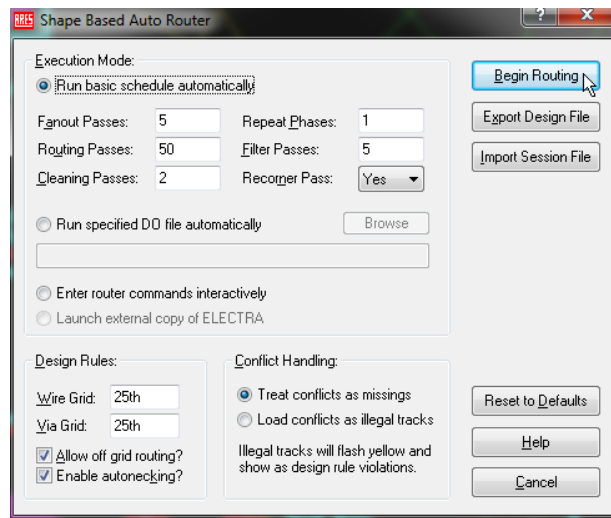 ARES Shape Based Auto Router ? X
Execution Mode:
Run basic schedule automatically
Fanout Passes: 5 Repeat Phases: 1
Routing Passes: 50 Filter Passes: 5
Cleaning Passes: 2 Recorner Pass: Yes
Run specified DO file automatically Browse
Enter router commands interactively
Launch external copy of ELECTRA
Begin Routing
Export Design File
Import Session File
Design Rules:
Wire Grid: 25th
Via Grid: 25th
Allow off grid routing?
Enable autonecking?
Conflict Handling:
Treat conflicts as missings
Load conflicts as illegal tracks
Illegal tracks will flash yellow and
show as design rule violations.
Reset to Defaults
Help
Cancel